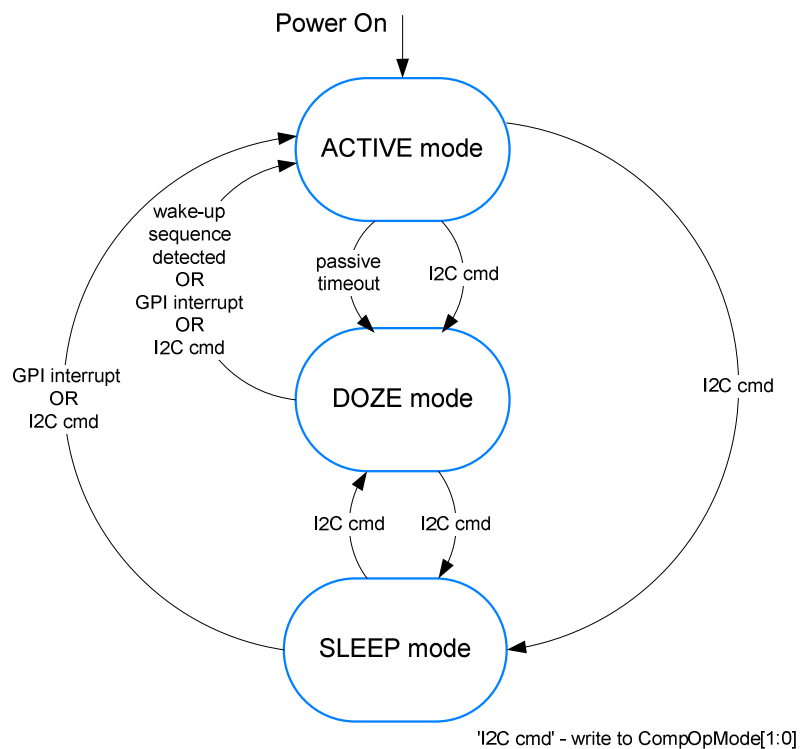 Power On
ACTIVE mode
wake-up
sequence
detected
OR
GPI interrupt
OR
I2C cmd
passive
timeout
I2C cmd
GPI interrupt
OR
I2C cmd
I2C cmd
DOZE mode
I2C cmd
I2C cmd
SLEEP mode
'I2C cmd' - write to CompOpMode[1:0]